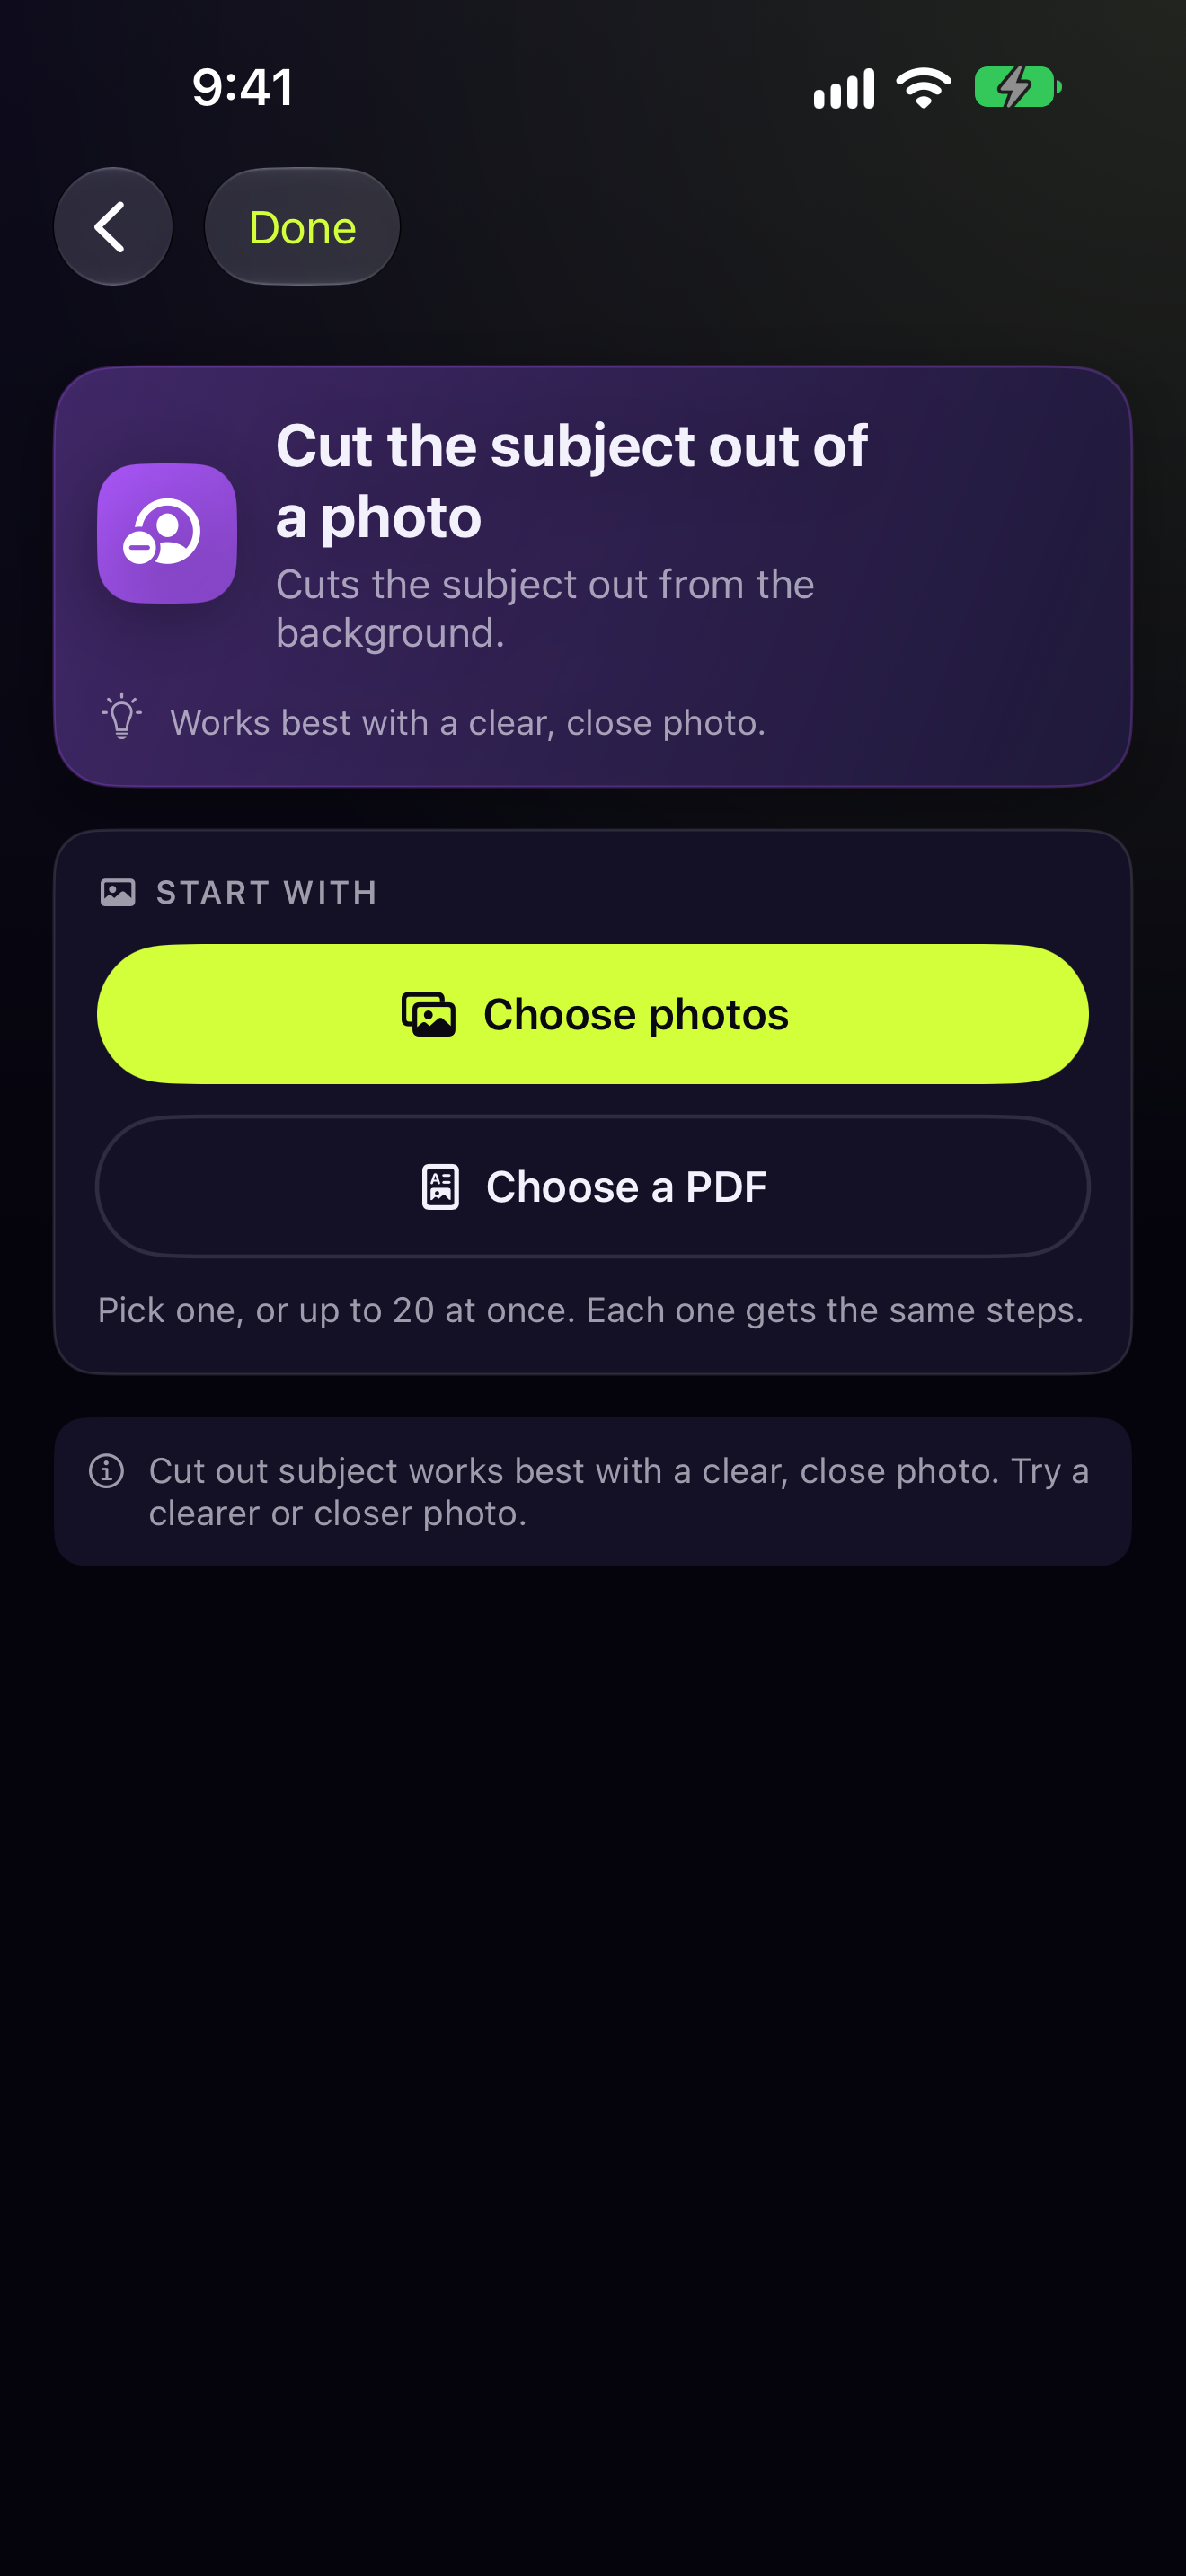 9:41
Done
Cut the subject out of
a photo
Cuts the subject out from the
background.
Works best with a clear, close photo.
START WITH
Choose photos
Choose a PDF
Pick one, or up to 20 at once. Each one gets the same steps.
Cut out subject works best with a clear, close photo. Try a
clearer or closer photo.